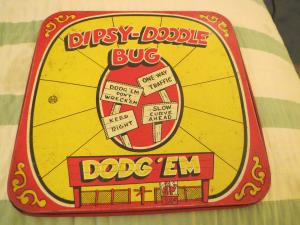 DIPSY-DOODLE
BUG
DODG 'EM
DON'T
WRECK'EM
ONE WAY
TRAFFIC
KEEP
RIGHT
SLOW
CURVE
AHEAD
DODG 'EM